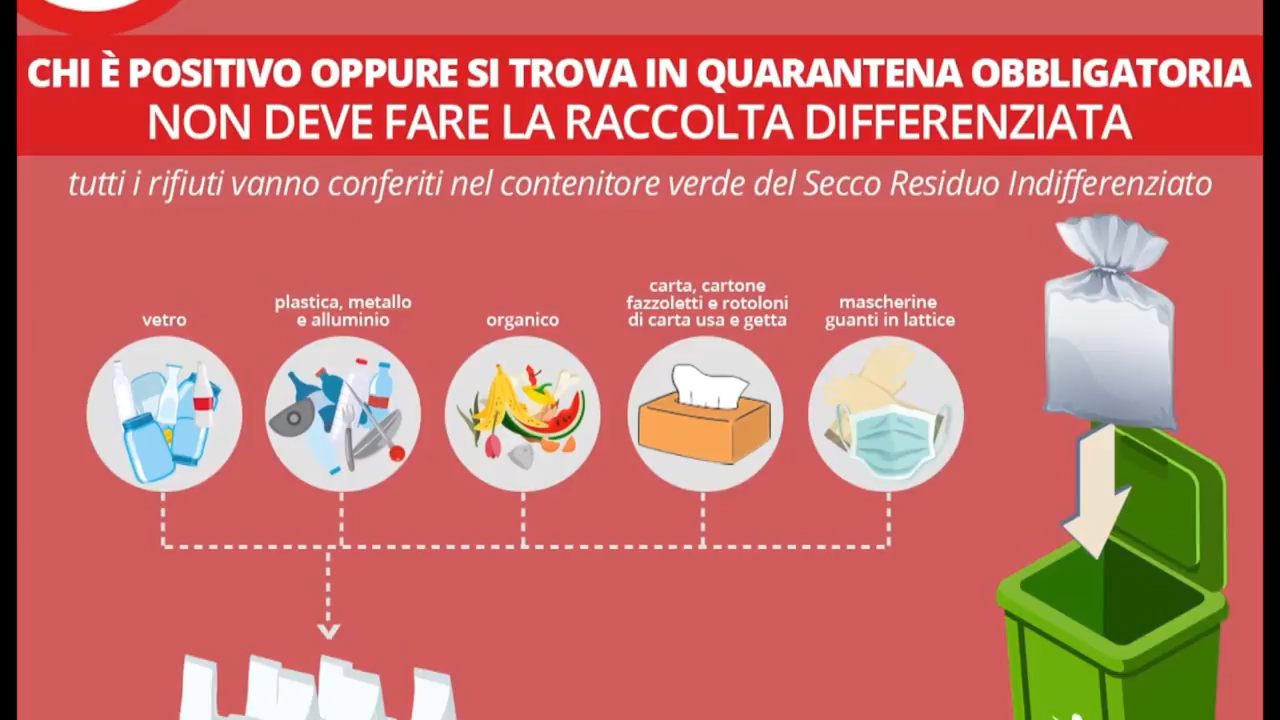 CHI È POSITIVO OPPURE SI TROVA IN QUARANTENA OBBLIGATORIA
NON DEVE FARE LA RACCOLTA DIFFERENZIATA
tutti i rifiuti vanno conferiti nel contenitore verde del Secco Residuo Indifferenziato
vetro
plastica, metallo
e alluminio
organico
carta, cartone
fazzoletti e rotoloni
di carta usa e getta
mascherine
guanti in lattice